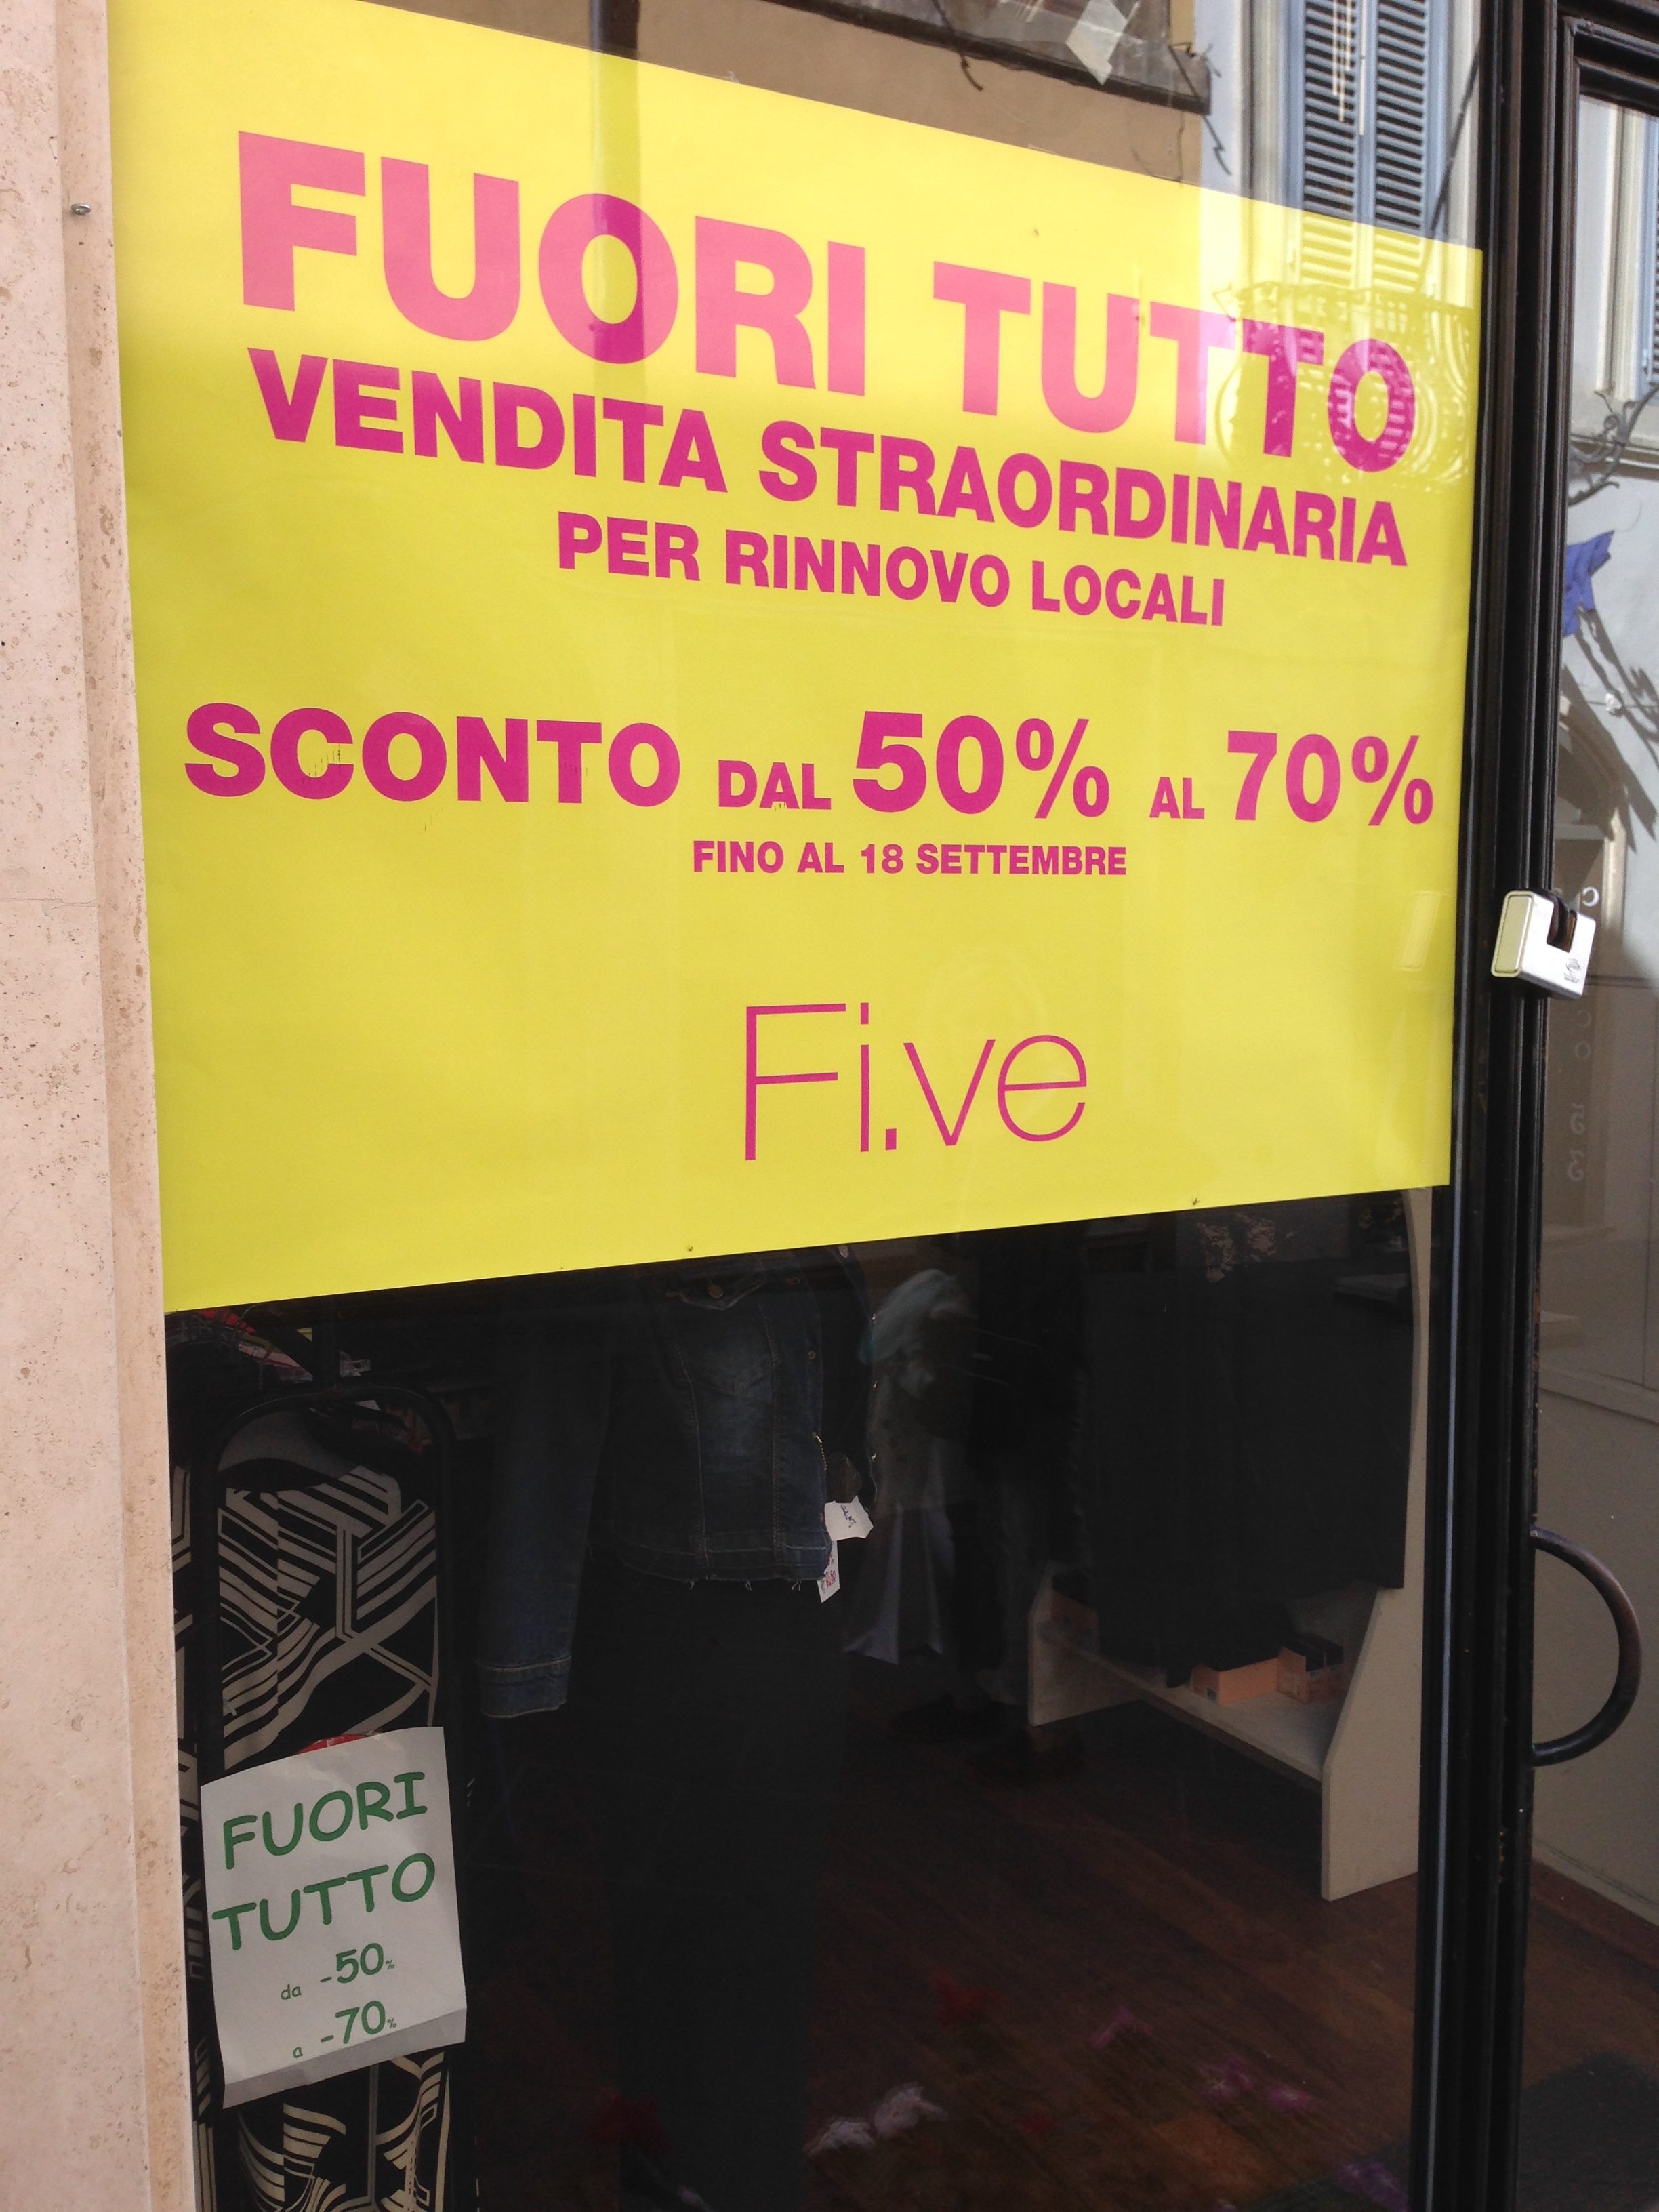 FUORI TUTTO
VENDITA STRAORDINARIA
PER RINNOVO LOCALI
SCONTO DAL 50% AL 70%
FINO AL 18 SETTEMBRE
Fi.ve
FUORI
TUTTO
da -50%
a -70%